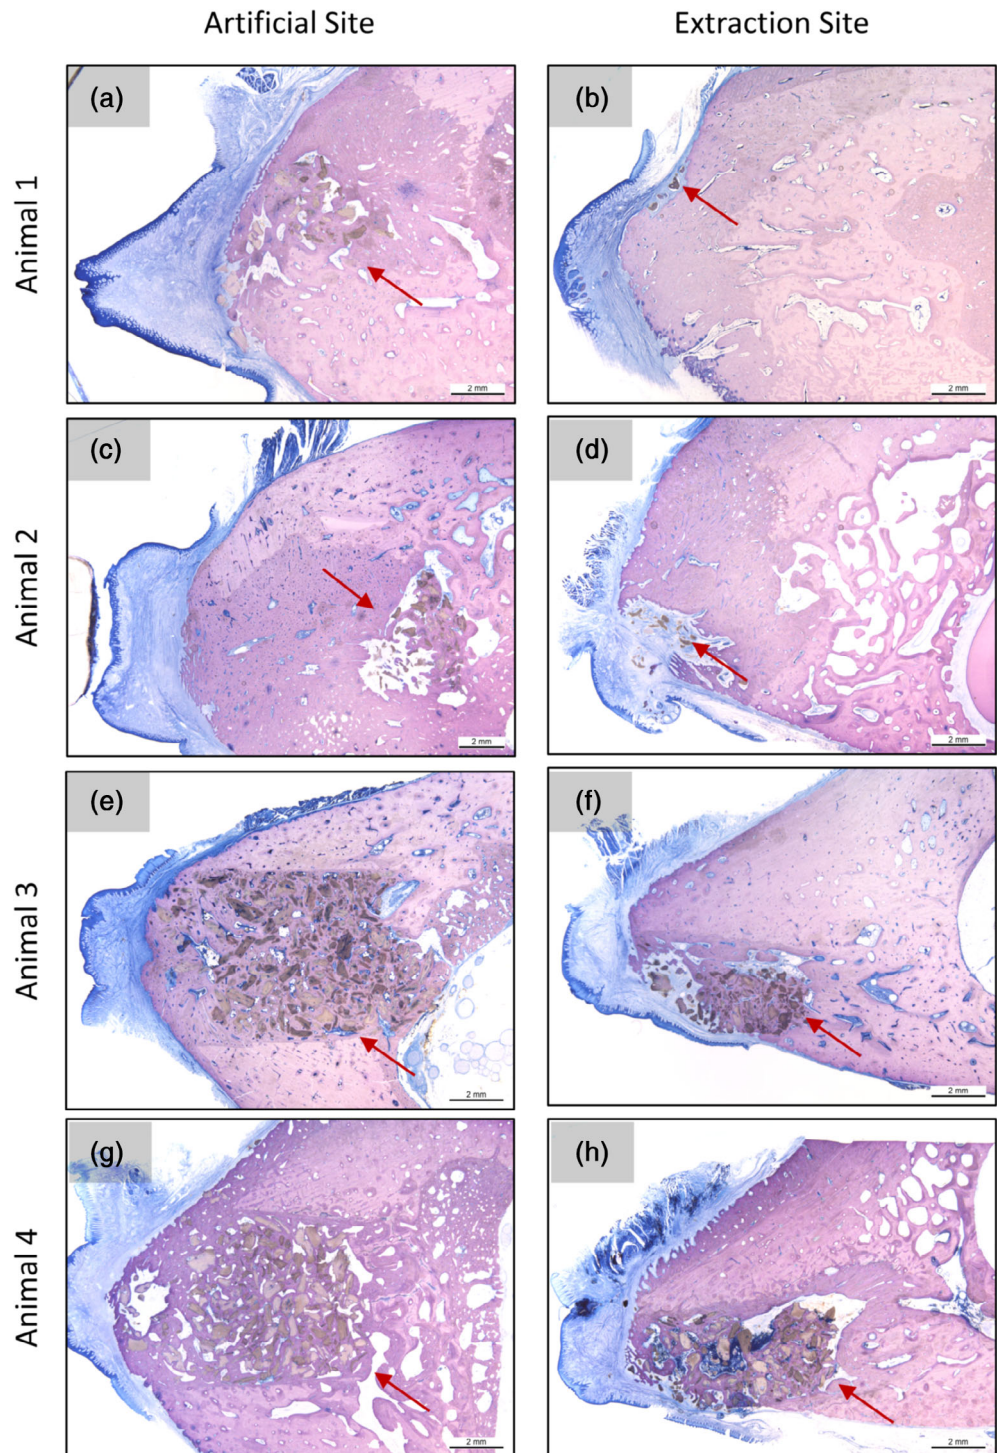 Artificial Site Extraction Site
Animal 1
(a)
2 mm
(b)
2 mm
Animal 2
(c)
2 mm
(d)
2 mm
Animal 3
(e)
2 mm
(f)
2 mm
Animal 4
(g)
2 mm
(h)
2 mm